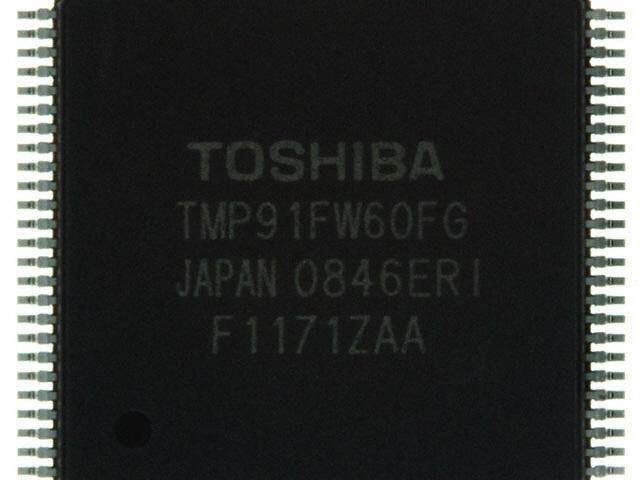 TOSHIBA
TMP91FW60FG
JAPAN 0846ERI
F1171ZAA